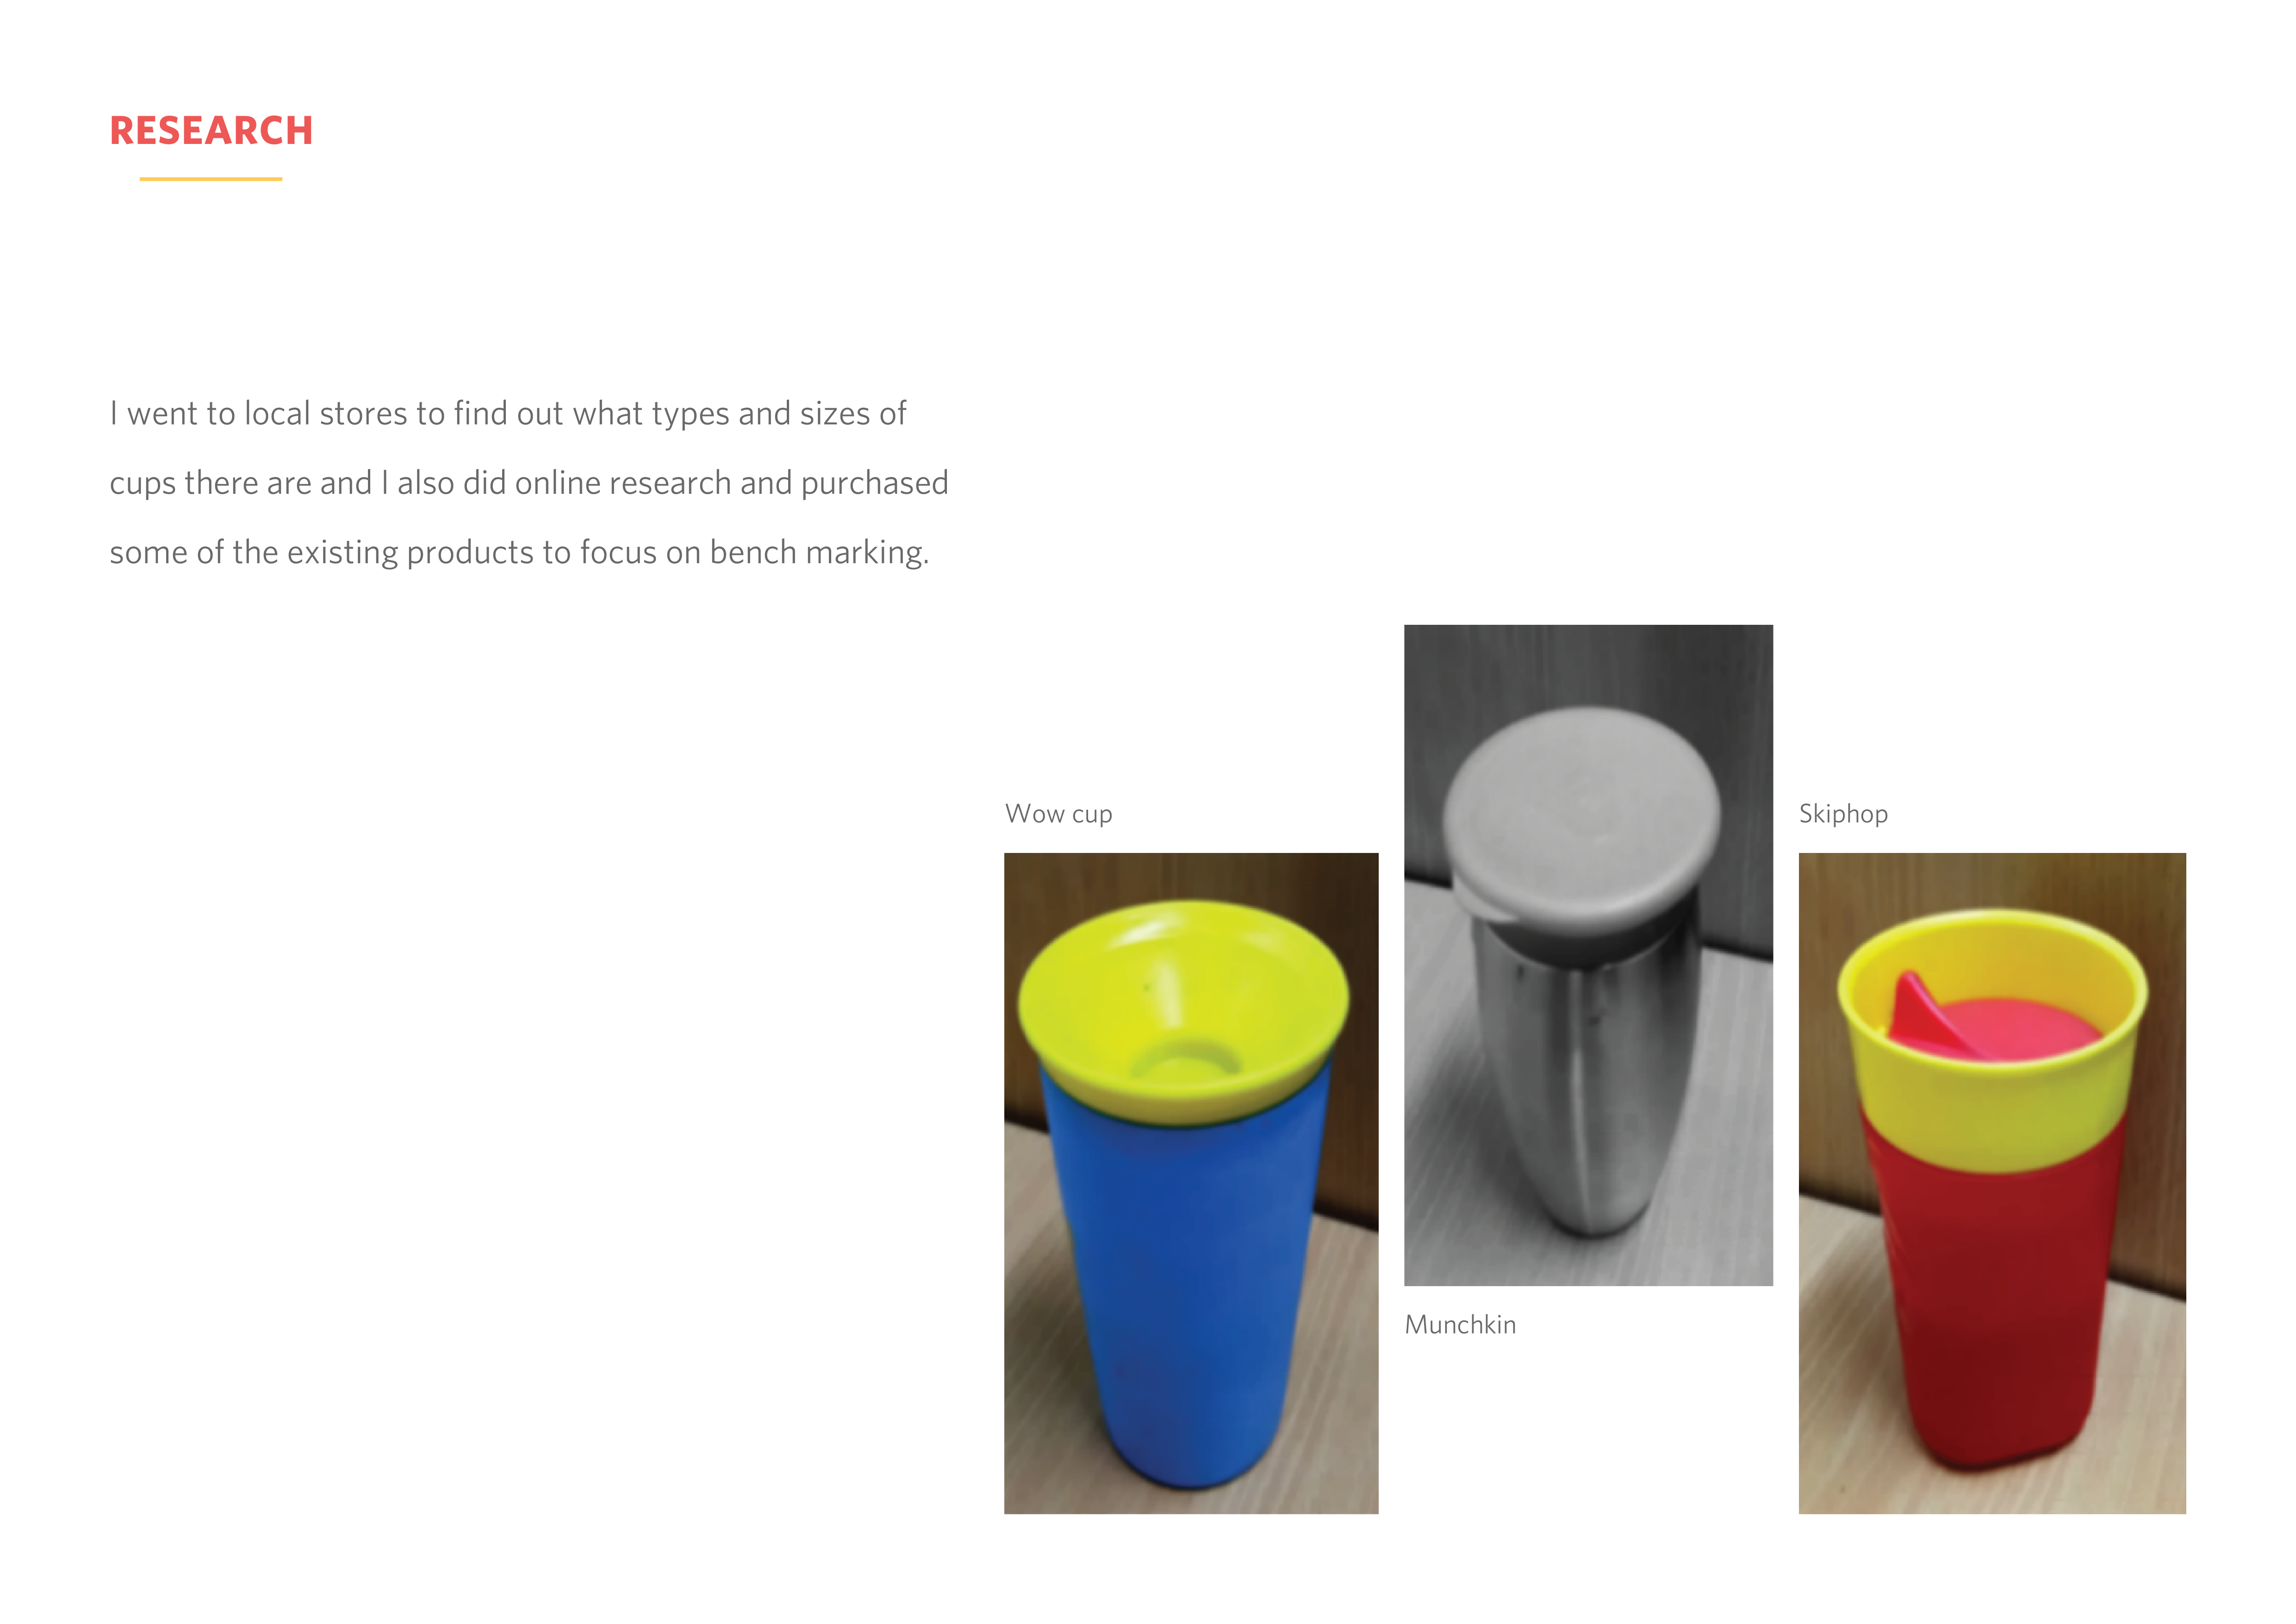 RESEARCH
I went to local stores to find out what types and sizes of
cups there are and I also did online research and purchased
some of the existing products to focus on bench marking.
Wow cup
Skiphop
Munchkin